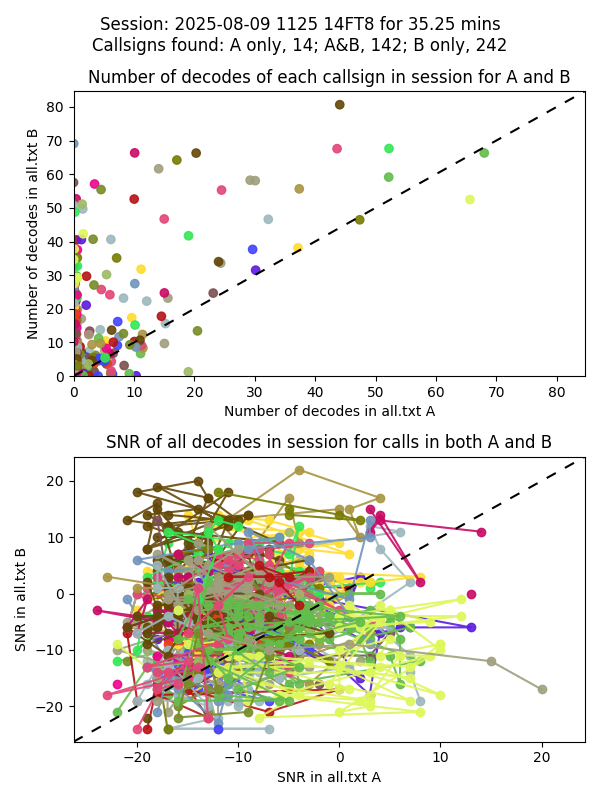 Session: 2025-08-09 1125 14FT8 for 35.25 mins
Callsigns found: A only, 14; A&B, 142; B only, 242
Number of decodes of each callsign in session for A and B
80
70
60
50
40
30
20
10
0
Number of decodes in all.txt B
0 10 20 30 40 50 60 70 80
Number of decodes in all.txt A
SNR of all decodes in session for calls in both A and B
20
10
0
−10
−20
SNR in all.txt B
−20 −10 0 10 20
SNR in all.txt A